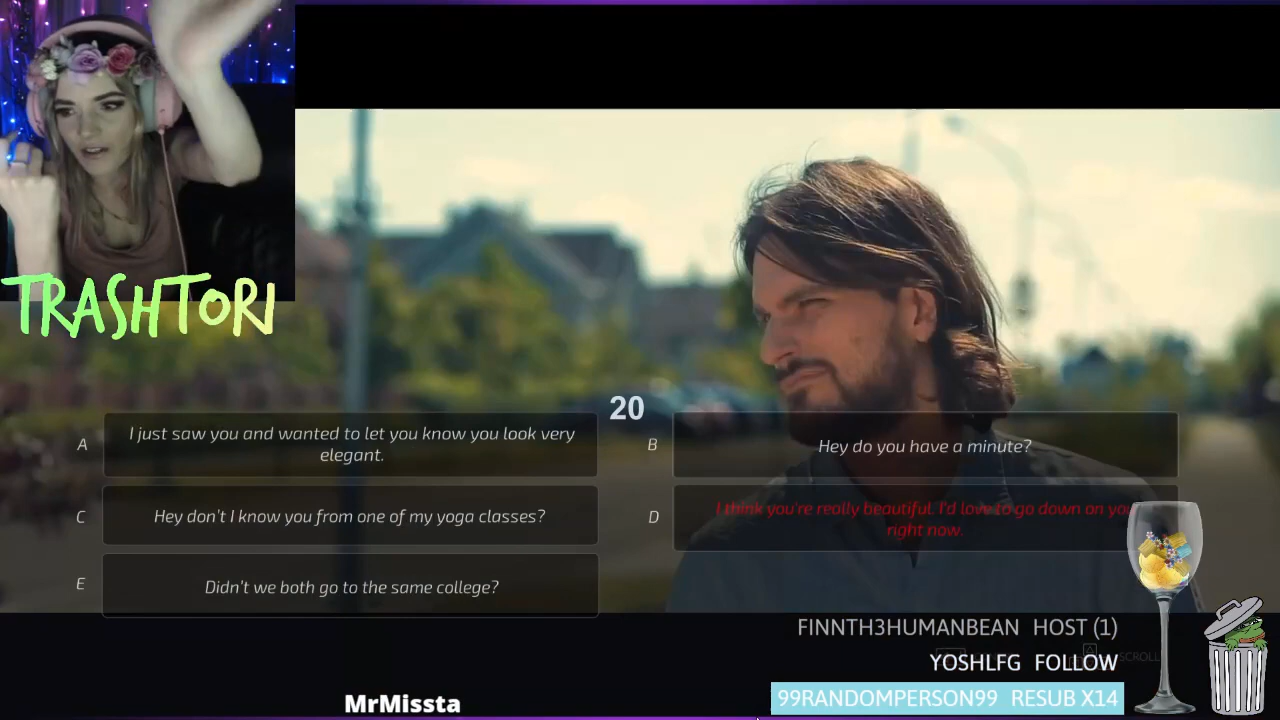 TRASHTORI
20
A
I just saw you and wanted to let you know you look very
elegant.
B
Hey do you have a minute?
C
Hey don't I know you from one of my yoga classes?
D
I think you're really beautiful. I'd love to go down on you
right now.
E
Didn't we both go to the same college?
FINNTH3HUMANBEAN HOST (1)
SCROLL
YOSHLFG FOLLOW
99RANDOMPERSON99 RESUB X14
MrMissta